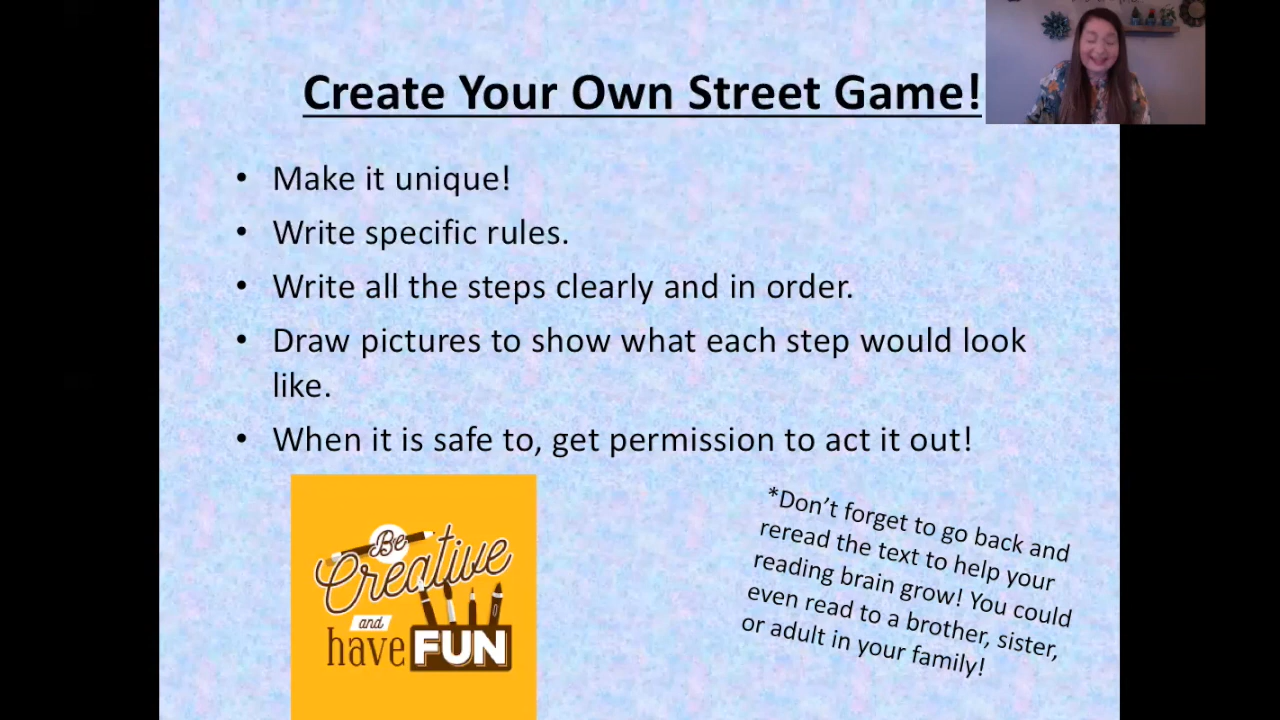 Create Your Own Street Game!
• Make it unique!
• Write specific rules.
• Write all the steps clearly and in order.
• Draw pictures to show what each step would look
like.
• When it is safe to, get permission to act it out!
Be
Creative
and
have FUN
*Don’t forget to go back and
reread the text to help your
reading brain grow! You could
even read to a brother, sister,
or adult in your family!